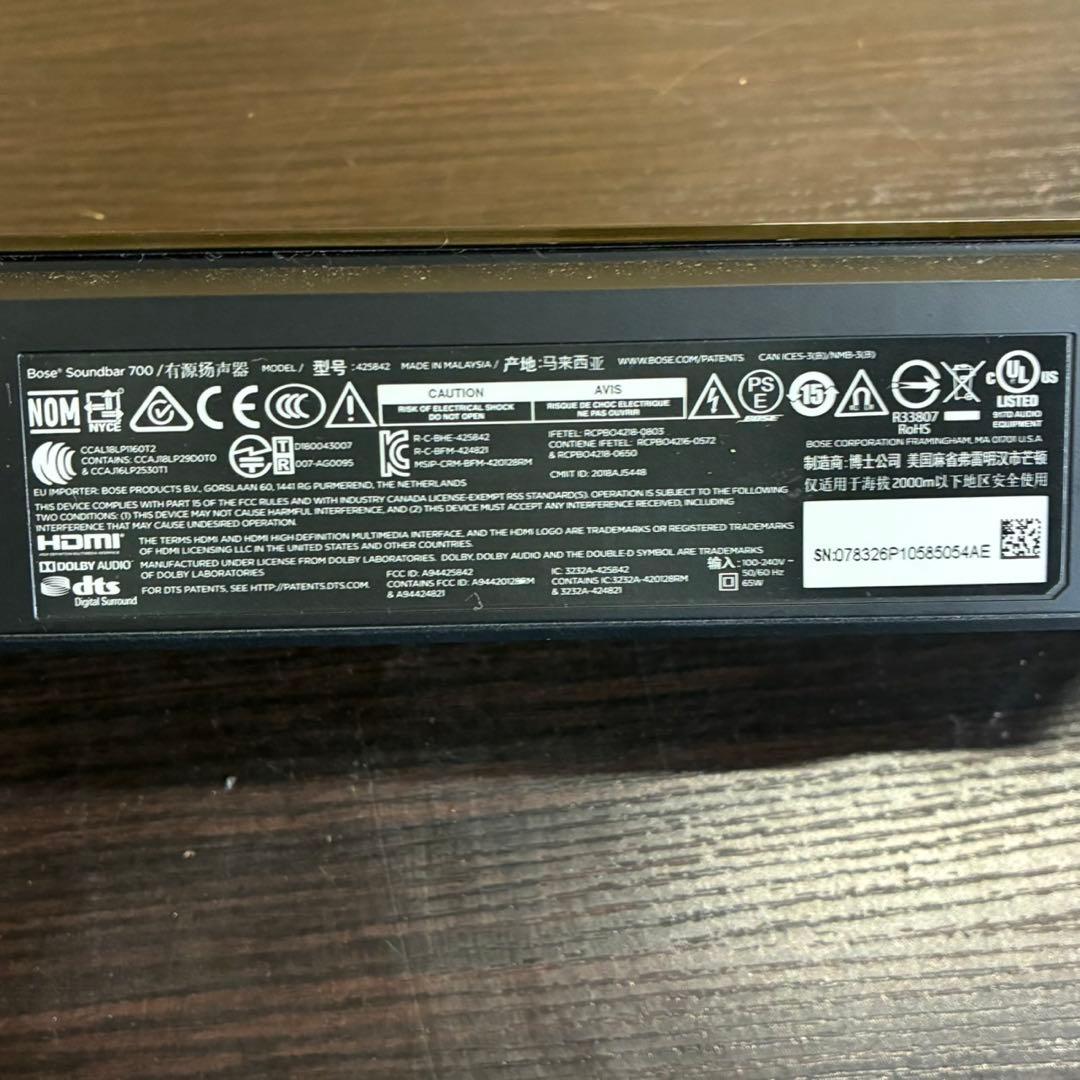 Bose® Soundbar 700 / 有源扬声器 MODEL / 型号 : 425842 MADE IN MALAYSIA / 产地:马来西亚 WWW.BOSE.COM/PATENTS CAN ICES-3(B)/NMB-3(B)
NOM NYCE CE CCC
CAUTION
RISK OF ELECTRICAL SHOCK
DO NOT OPEN
AVIS
RISQUE DE CHOC ELECTRIQUE
NE PAS OUVRIR
PS E
BOSE
15
R33807
RoHS
c UL US
LISTED
917D AUDIO
EQUIPMENT
CCAL18LP1160T2
CONTAINS: CCAJ18LP29D0T0
& CCAJ16LP2530T1
T D180043007
R 007-AG0095
R-C-BHE-425842
R-C-BFM-424821
MSIP-CRM-BFM-420128RM
IFETEL: RCPBO4218-0803
CONTIENE IFETEL: RCPBO4216-0572
& RCPBO4218-0650
CMIIT ID: 2018AJ5448
BOSE CORPORATION FRAMINGHAM, MA 01701 U.S.A
制造商: 博士公司 美国麻省弗雷明汉市芒顿
仅适用于海拔 2000m以下地区安全使用
EU IMPORTER: BOSE PRODUCTS B.V., GORSLAAN 60, 1441 RG PURMEREND, THE NETHERLANDS
THIS DEVICE COMPLIES WITH PART 15 OF THE FCC RULES AND WITH INDUSTRY CANADA LICENSE-EXEMPT RSS STANDARD(S). OPERATION IS SUBJECT TO THE FOLLOWING
TWO CONDITIONS: (1) THIS DEVICE MAY NOT CAUSE HARMFUL INTERFERENCE, AND (2) THIS DEVICE MUST ACCEPT ANY INTERFERENCE RECEIVED, INCLUDING
INTERFERENCE THAT MAY CAUSE UNDESIRED OPERATION.
HDMI
HIGH-DEFINITION MULTIMEDIA INTERFACE
THE TERMS HDMI AND HDMI HIGH DEFINITION MULTIMEDIA INTERFACE, AND THE HDMI LOGO ARE TRADEMARKS OR REGISTERED TRADEMARKS
OF HDMI LICENSING LLC IN THE UNITED STATES AND OTHER COUNTRIES.
DOLBY AUDIO™
MANUFACTURED UNDER LICENSE FROM DOLBY LABORATORIES. DOLBY, DOLBY AUDIO AND THE DOUBLE-D SYMBOL ARE TRADEMARKS
OF DOLBY LABORATORIES
dts
Digital Surround
FOR DTS PATENTS, SEE HTTP://PATENTS.DTS.COM.
FCC ID: A94425842
CONTAINS FCC ID: A94420128RM
& A94424821
IC: 3232A-425842
CONTAINS IC:3232A-420128RM
& 3232A-424821
输入: 100-240V~
50/60 Hz
65W
SN:078326P10585054AE